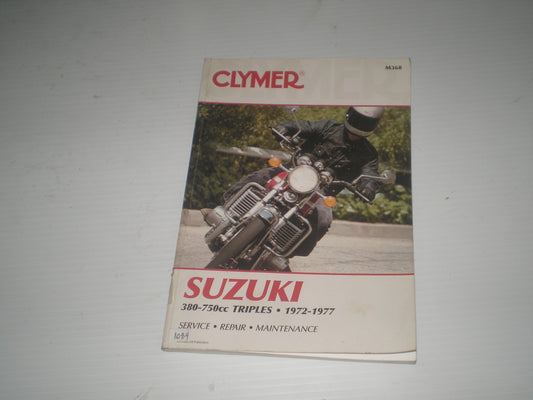 M368
CLYMER®
SUZUKI
380-750cc TRIPLES • 1972-1977
SERVICE • REPAIR • MAINTENANCE
1084